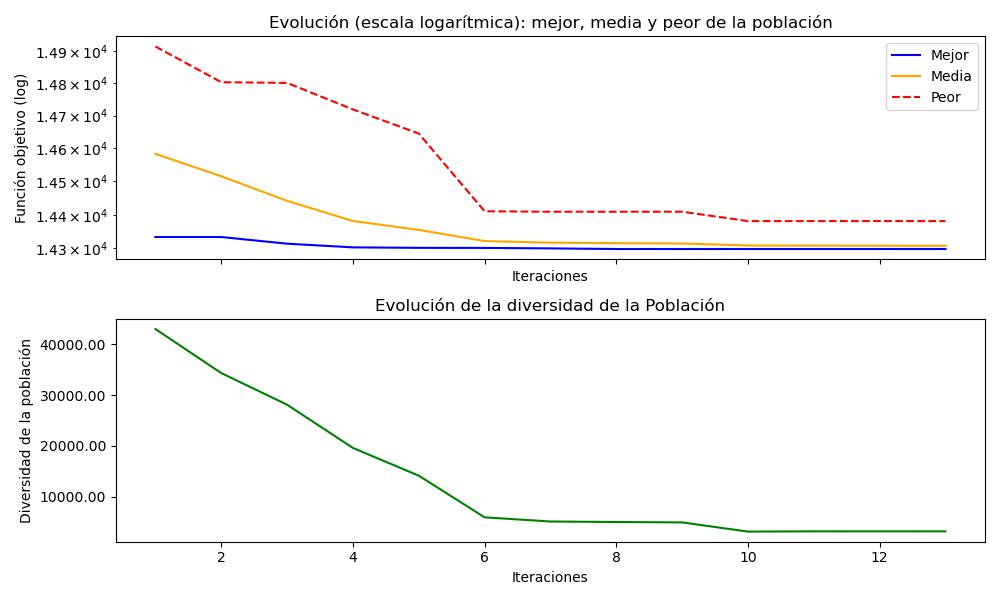 Evolución (escala logarítmica): mejor, media y peor de la población
Función objetivo (log)
1.49 × 10⁴
1.48 × 10⁴
1.47 × 10⁴
1.46 × 10⁴
1.45 × 10⁴
1.44 × 10⁴
1.43 × 10⁴
Mejor
Media
Peor
Iteraciones
Evolución de la diversidad de la Población
Diversidad de la población
40000.00
30000.00
20000.00
10000.00
2 4 6 8 10 12
Iteraciones